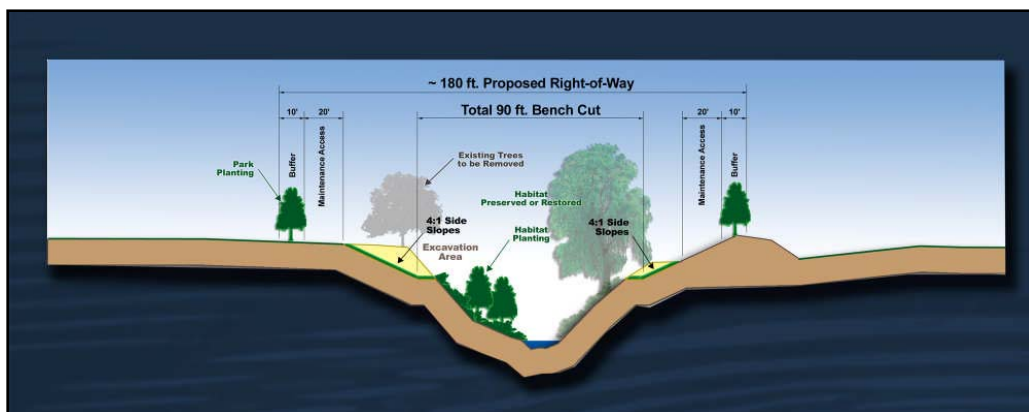 ~ 180 ft. Proposed Right-of-Way
10'
20'
Total 90 ft. Bench Cut
20'
10'
Buffer
Maintenance Access
Maintenance Access
Buffer
Park
Planting
Existing Trees
to be Removed
Habitat
Preserved or Restored
4:1 Side
Slopes
Habitat
Planting
4:1 Side
Slopes
Excavation
Area